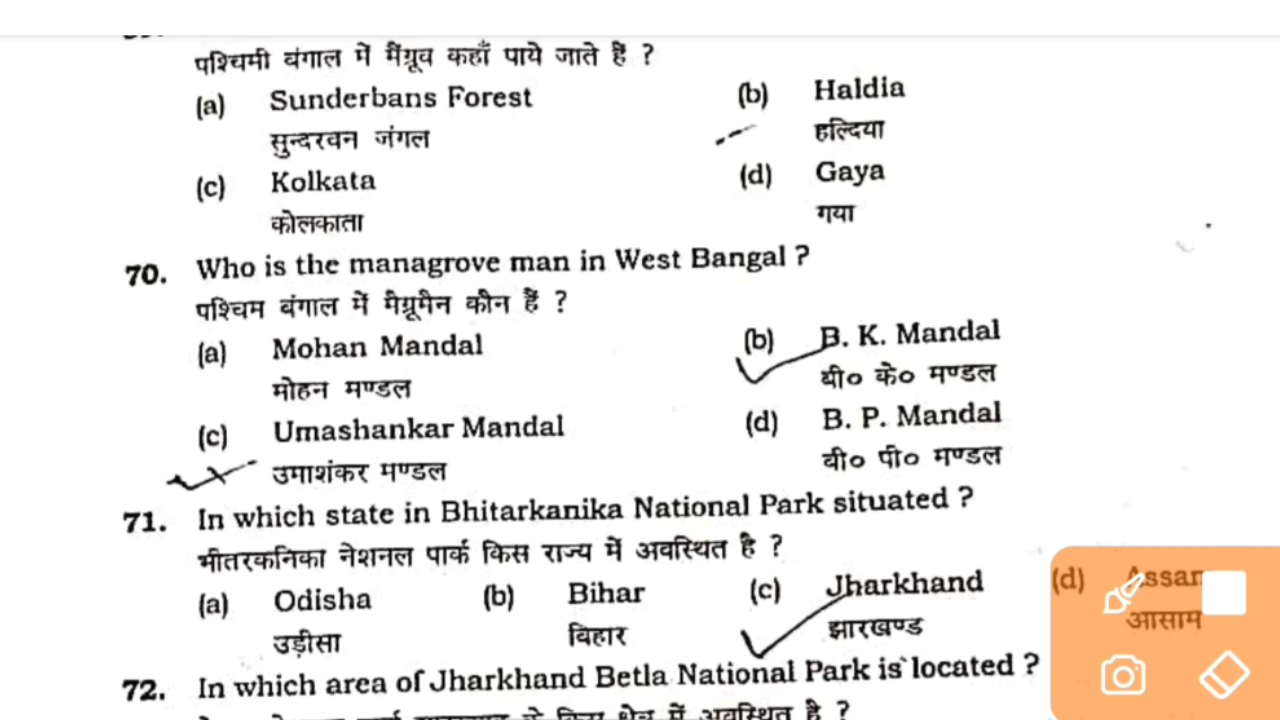 पश्चिमी बंगाल में मैंग्रूव कहाँ पाये जाते हैं ?
(a) Sunderbans Forest (b) Haldia
सुन्दरवन जंगल हल्दिया
(c) Kolkata (d) Gaya
कोलकाता गया
70. Who is the managrove man in West Bangal ?
पश्चिम बंगाल में मैग्रूमैन कौन हैं ?
(a) Mohan Mandal (b) B. K. Mandal
मोहन मण्डल बी० के० मण्डल
(c) Umashankar Mandal (d) B. P. Mandal
उमाशंकर मण्डल बी० पी० मण्डल
71. In which state in Bhitarkanika National Park situated ?
भीतरकनिका नेशनल पार्क किस राज्य में अवस्थित है ?
(a) Odisha (b) Bihar (c) Jharkhand (d)
उड़ीसा बिहार झारखण्ड आसाम
72. In which area of Jharkhand Betla National Park is located ?
किस क्षेत्र में अवस्थित है ?